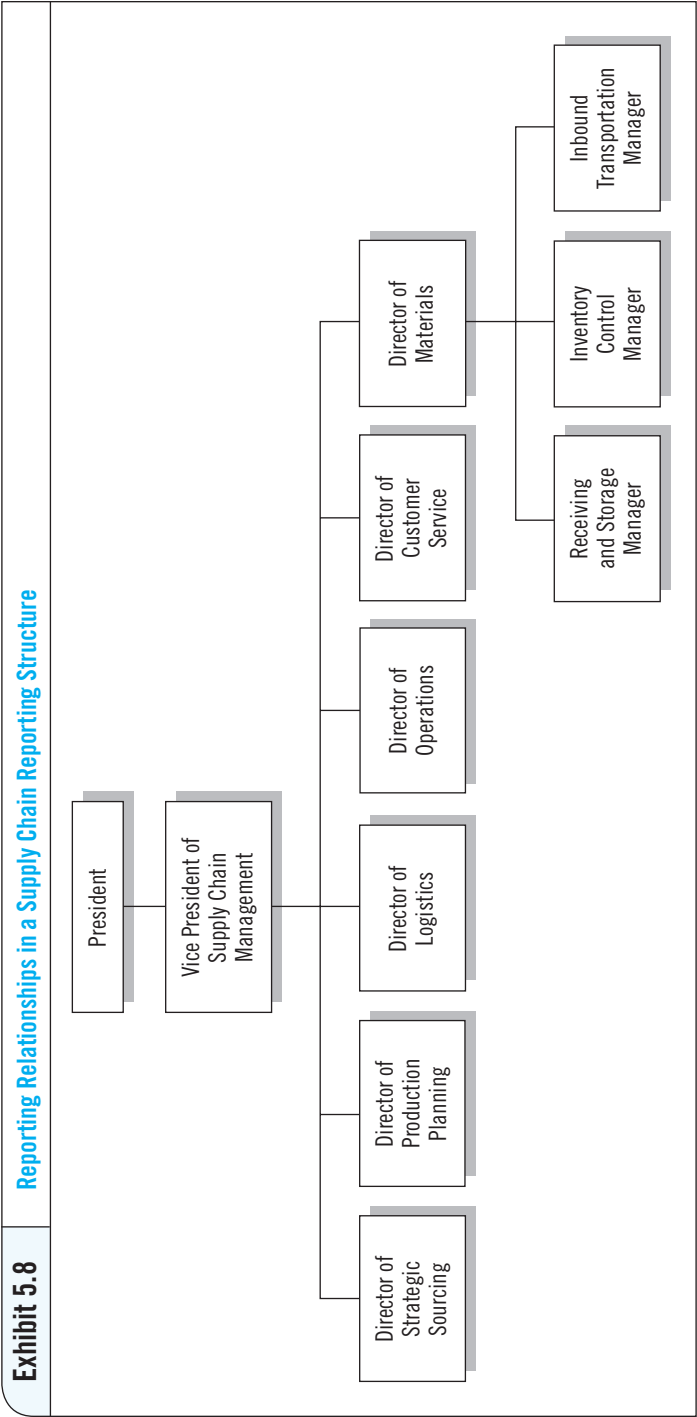 Exhibit 5.8
Reporting Relationships in a Supply Chain Reporting Structure
President
Vice President of
Supply Chain
Management
Director of
Strategic
Sourcing
Director of
Production
Planning
Director of
Logistics
Director of
Operations
Director of
Customer
Service
Director of
Materials
Receiving
and Storage
Manager
Inventory
Control
Manager
Inbound
Transportation
Manager